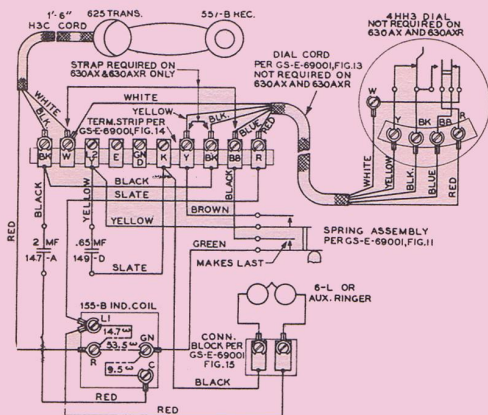 1'-6"
H3C CORD
625 TRANS.
557-B HEC.
4HH3 DIAL
NOT REQUIRED ON
630AX AND 630AXR
STRAP REQUIRED ON
630AX & 630AXR ONLY
DIAL CORD
PER GS-E-69001, FIG.13
NOT REQUIRED ON
630AX AND 630AXR
WHITE
BLK.
WHITE
YELLOW
BLK.
BLUE
RED
TERM. STRIP PER
GS-E-69001, FIG.14
W
Y BK BB R
BK W E GN K Y BK BB R
WHITE
YELLOW
BLK.
BLUE
RED
BLACK
SLATE
BLACK
YELLOW
BLACK
BROWN
YELLOW
GREEN
MAKES LAST
SPRING ASSEMBLY
PER GS-E-69001, FIG.11
RED
2 MF
147-A
.65 MF
149-D
SLATE
6-L OR
AUX. RINGER
155-B IND. COIL
L1
14.7 ω
R 53.5 ω GN
9.5 ω C
CONN.
BLOCK PER
GS-E-69001
FIG.15
BLACK
RED
RED